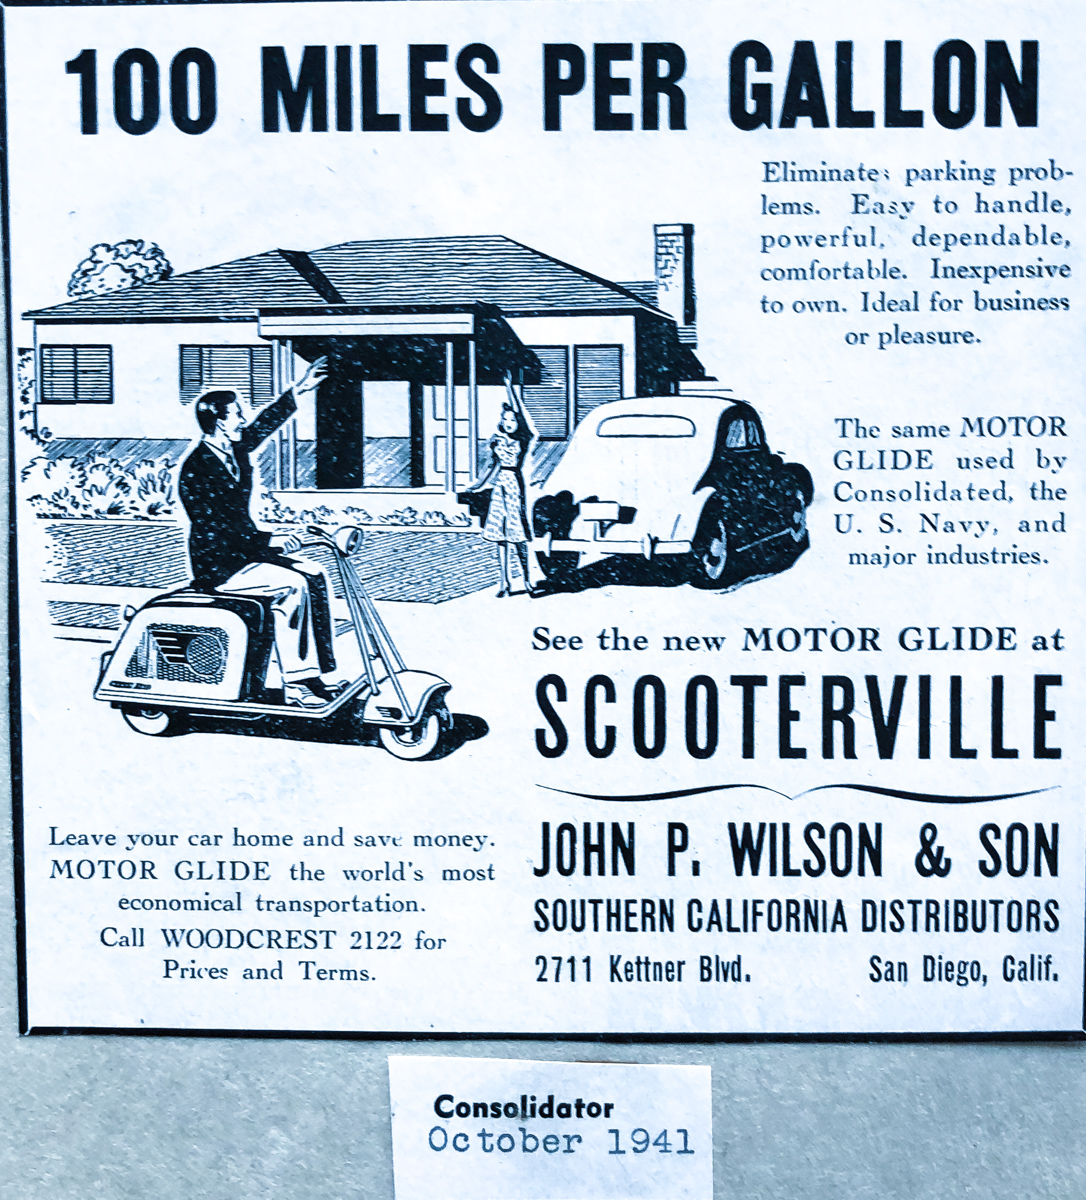 100 MILES PER GALLON
Eliminates parking prob-
lems. Easy to handle,
powerful, dependable,
comfortable. Inexpensive
to own. Ideal for business
or pleasure.
The same MOTOR
GLIDE used by
Consolidated, the
U. S. Navy, and
major industries.
See the new MOTOR GLIDE at
SCOOTERVILLE
JOHN P. WILSON & SON
SOUTHERN CALIFORNIA DISTRIBUTORS
2711 Kettner Blvd. San Diego, Calif.
Leave your car home and save money.
MOTOR GLIDE the world's most
economical transportation.
Call WOODCREST 2122 for
Prices and Terms.
Consolidator
October 1941